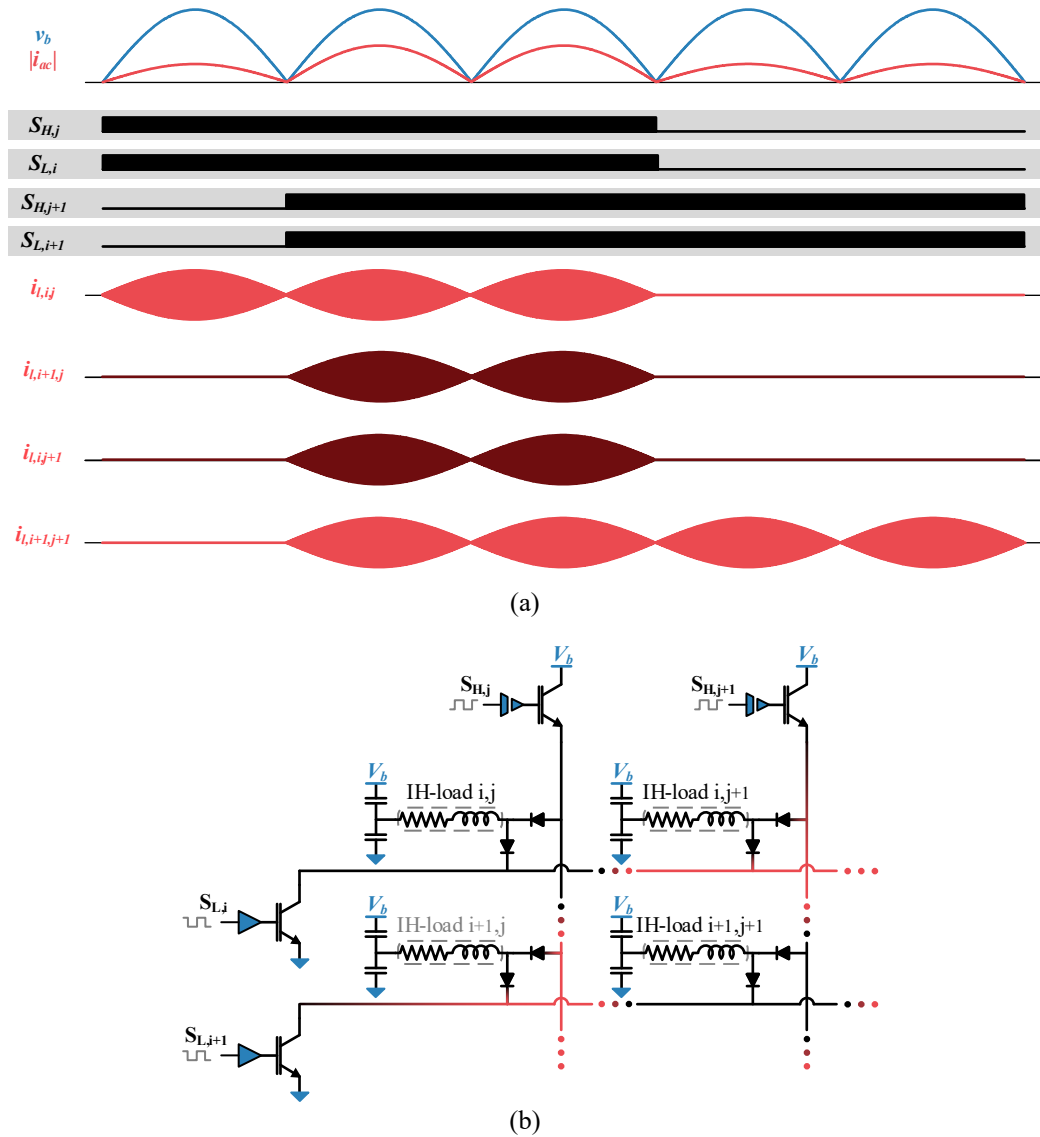 v_b
|i_ac|
S_H,j
S_L,i
S_H,j+1
S_L,i+1
i_l,i,j
i_l,i+1,j
i_l,i,j+1
i_l,i+1,j+1
(a)
V_b V_b
S_H,j S_H,j+1
V_b IH-load i,j V_b IH-load i,j+1
S_L,i
V_b IH-load i+1,j V_b IH-load i+1,j+1
S_L,i+1
(b)